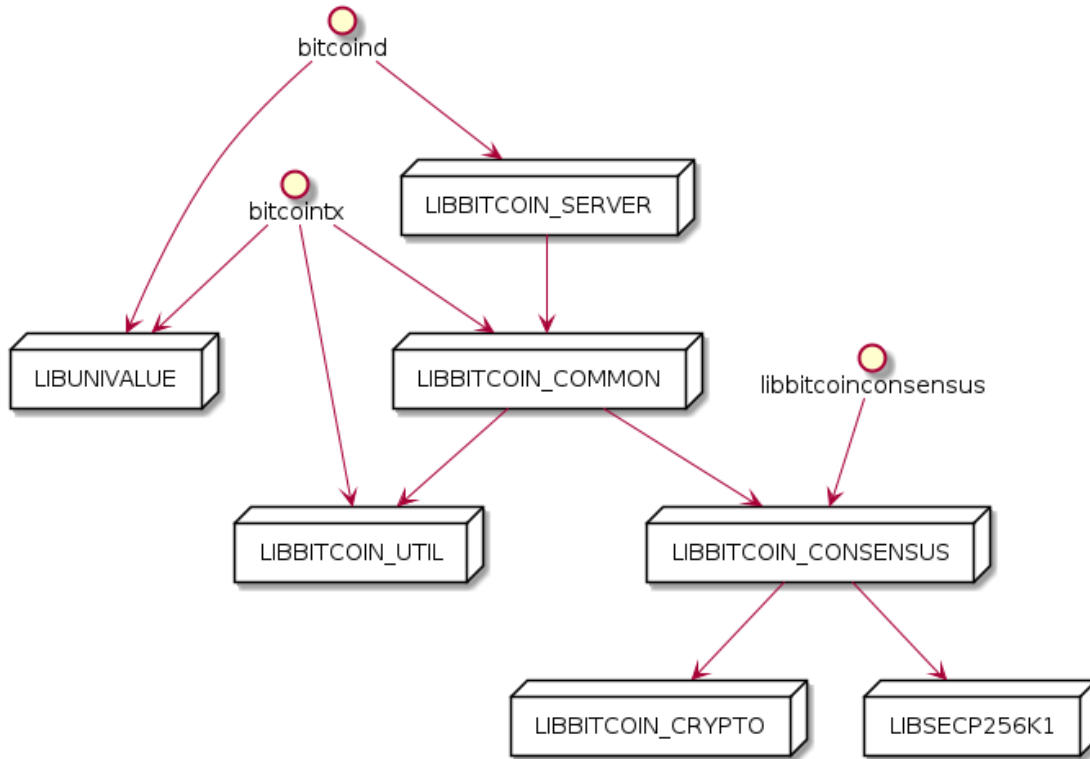 bitcoind
LIBBITCOIN_SERVER
bitcointx
LIBUNIVALUE
LIBBITCOIN_COMMON
libbitcoinconsensus
LIBBITCOIN_UTIL
LIBBITCOIN_CONSENSUS
LIBBITCOIN_CRYPTO
LIBSECP256K1